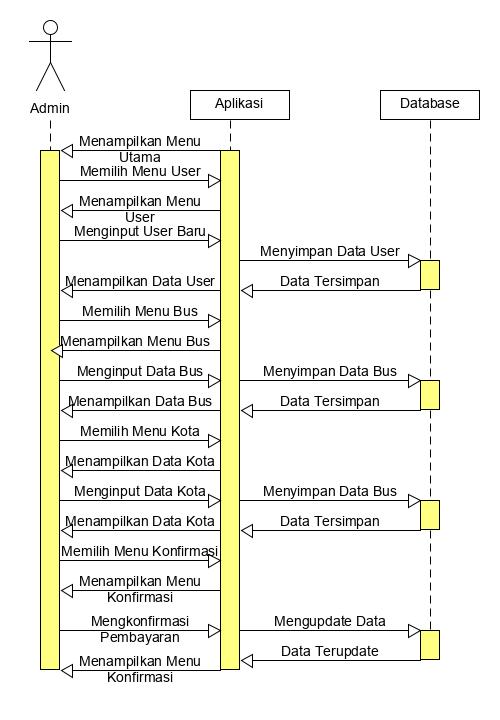 Admin
Aplikasi
Database
Menampilkan Menu
Utama
Memilih Menu User
Menampilkan Menu
User
Menginput User Baru
Menyimpan Data User
Menampilkan Data User
Data Tersimpan
Memilih Menu Bus
Menampilkan Menu Bus
Menginput Data Bus
Menyimpan Data Bus
Menampilkan Data Bus
Data Tersimpan
Memilih Menu Kota
Menampilkan Data Kota
Menginput Data Kota
Menyimpan Data Bus
Menampilkan Data Kota
Data Tersimpan
Memilih Menu Konfirmasi
Menampilkan Menu
Konfirmasi
Mengkonfirmasi
Pembayaran
Mengupdate Data
Data Terupdate
Menampilkan Menu
Konfirmasi